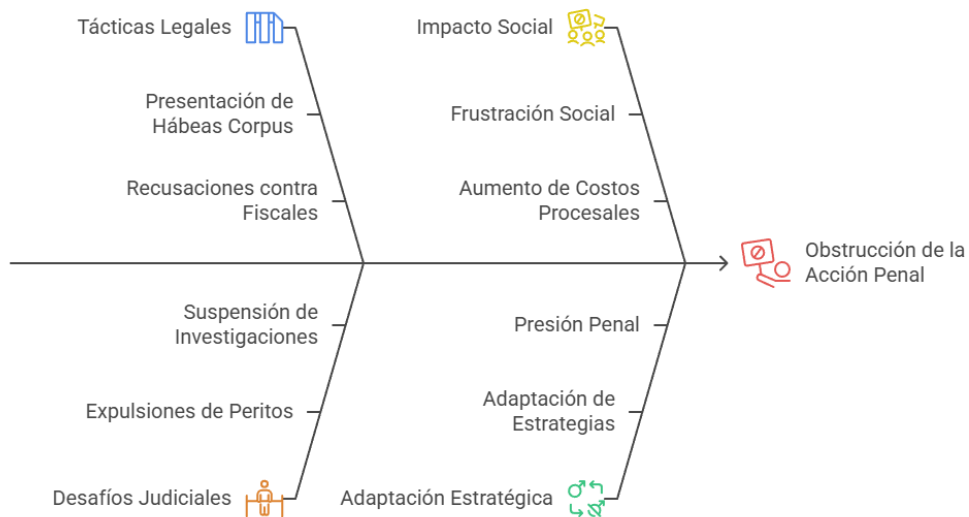 Tácticas Legales
Impacto Social
Presentación de
Hábeas Corpus
Frustración Social
Recusaciones contra
Fiscales
Aumento de Costos
Procesales
Obstrucción de la
Acción Penal
Suspensión de
Investigaciones
Presión Penal
Expulsiones de Peritos
Adaptación de
Estrategias
Desafíos Judiciales
Adaptación Estratégica